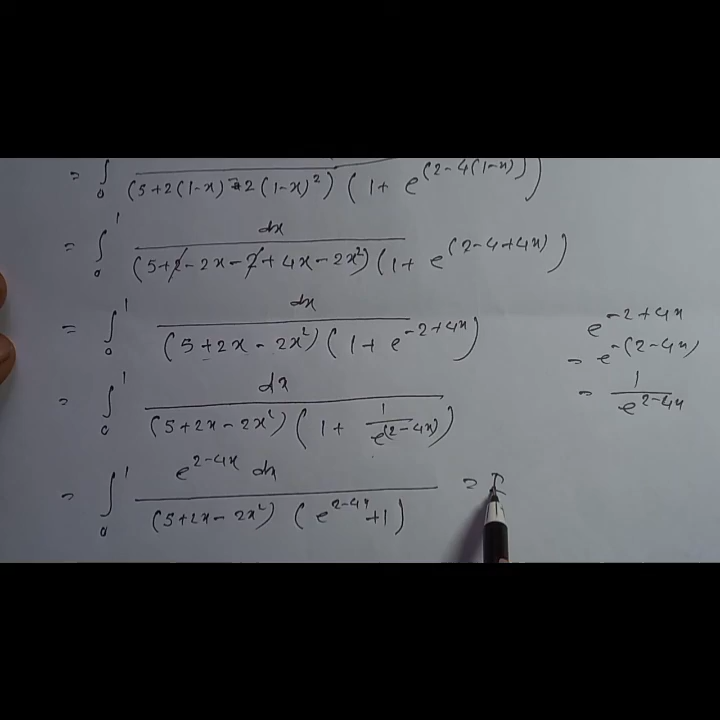 = ∫₀ (5+2(1-x)-2(1-x)²) (1+ e^(2-4(1-x)))
= ∫₀¹ dx / (5+2-2x-2+4x-2x²)(1+ e^(2-4+4x))
= ∫₀¹ dx / (5+2x-2x²)(1+ e^-2+4x)
e^-2+4x
= e^-(2-4x)
= ∫₀¹ dx / (5+2x-2x²)(1+ 1/e^(2-4x))
= 1/e^2-4x
= ∫₀¹ e^2-4x dx / (5+2x-2x²) (e^2-4x +1) = I